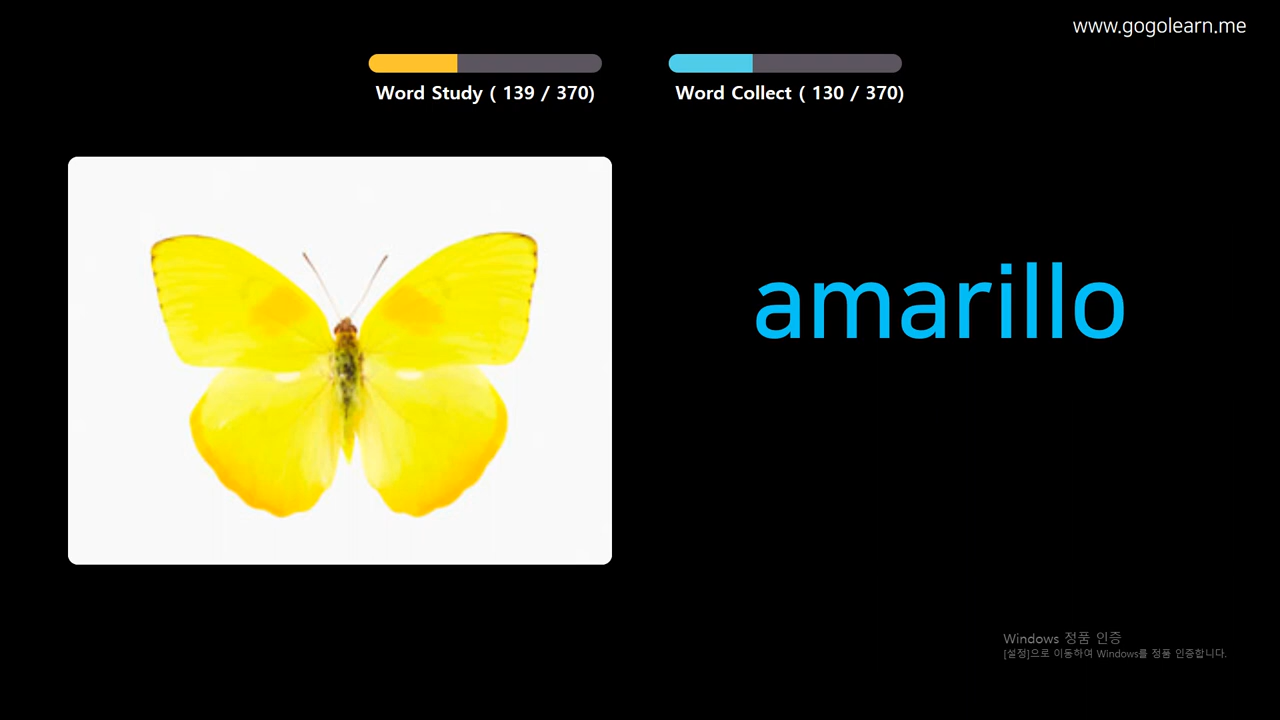 www.gogolearn.me
Word Study ( 139 / 370)
Word Collect ( 130 / 370)
amarillo
Windows 정품 인증
[설정]으로 이동하여 Windows를 정품 인증합니다.